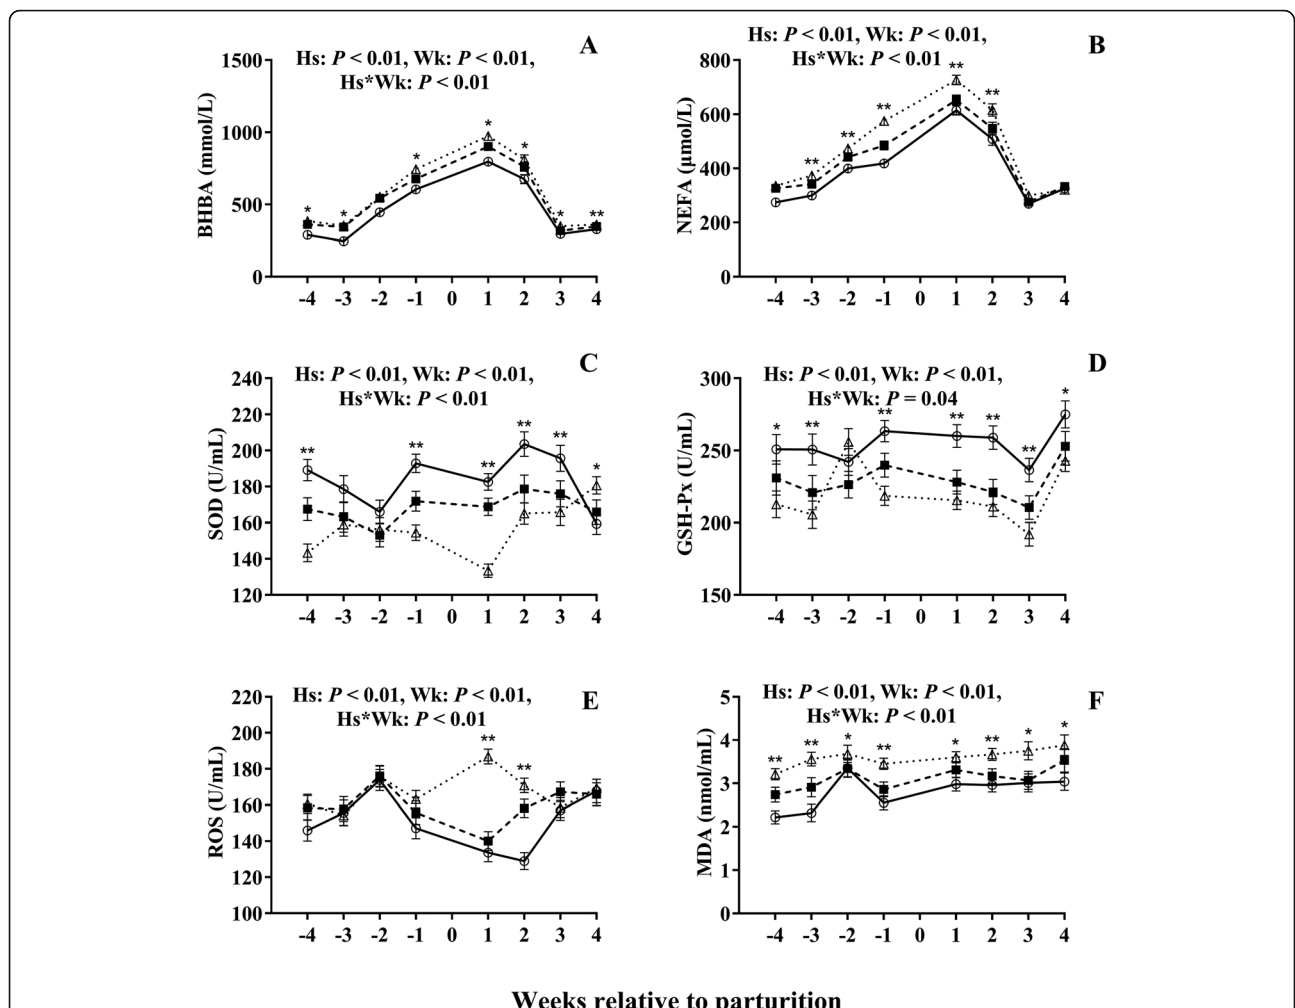 A
Hs: P < 0.01, Wk: P < 0.01,
Hs*Wk: P < 0.01
BHBA (mmol/L)
1500
1000
500
0
* * * * * * **
-4 -3 -2 -1 0 1 2 3 4
B
Hs: P < 0.01, Wk: P < 0.01,
Hs*Wk: P < 0.01
NEFA (µmol/L)
800
600
400
200
0
** ** ** ** **
-4 -3 -2 -1 0 1 2 3 4
C
Hs: P < 0.01, Wk: P < 0.01,
Hs*Wk: P < 0.01
SOD (U/mL)
240
220
200
180
160
140
120
** ** ** ** ** *
-4 -3 -2 -1 0 1 2 3 4
D
Hs: P < 0.01, Wk: P < 0.01,
Hs*Wk: P = 0.04
GSH-Px (U/mL)
300
250
200
150
* ** ** ** ** ** *
-4 -3 -2 -1 0 1 2 3 4
E
Hs: P < 0.01, Wk: P < 0.01,
Hs*Wk: P < 0.01
ROS (U/mL)
220
200
180
160
140
120
100
** **
-4 -3 -2 -1 0 1 2 3 4
F
Hs: P < 0.01, Wk: P < 0.01,
Hs*Wk: P < 0.01
MDA (nmol/mL)
5
4
3
2
1
0
** ** * ** * ** * *
-4 -3 -2 -1 0 1 2 3 4
Weeks relative to parturition